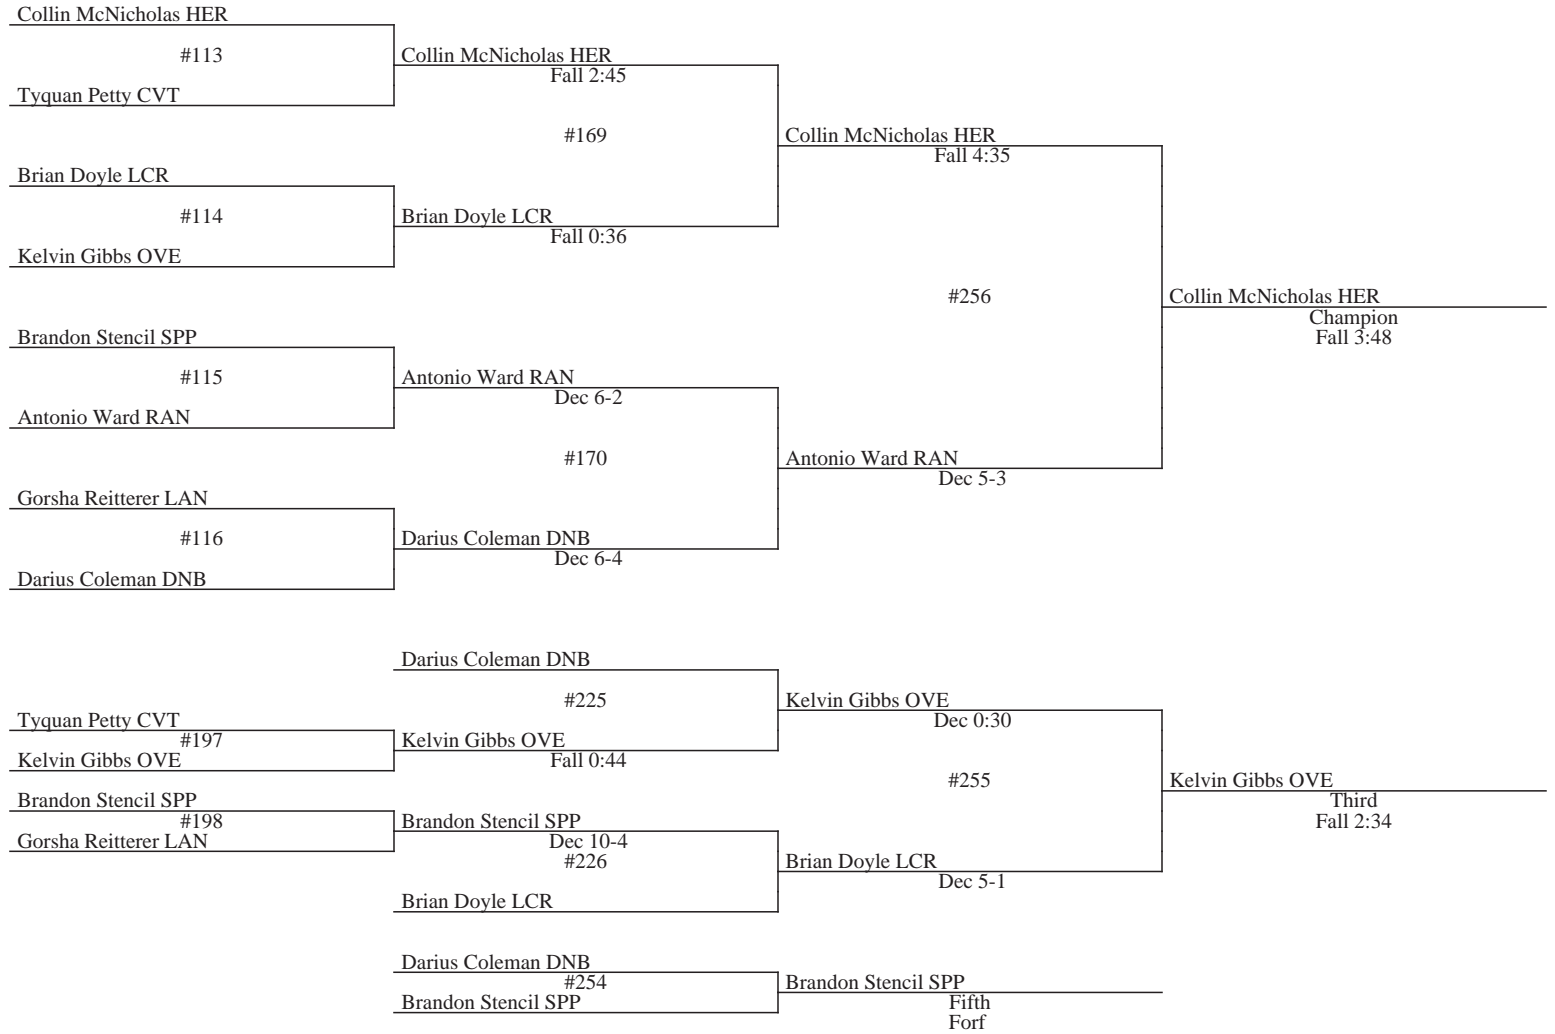 Collin McNicholas HER
#113
Tyquan Petty CVT
Collin McNicholas HER
Fall 2:45
#169
Brian Doyle LCR
#114
Kelvin Gibbs OVE
Brian Doyle LCR
Fall 0:36
Collin McNicholas HER
Fall 4:35
#256
Brandon Stencil SPP
#115
Antonio Ward RAN
Antonio Ward RAN
Dec 6-2
#170
Gorsha Reitterer LAN
#116
Darius Coleman DNB
Darius Coleman DNB
Dec 6-4
Antonio Ward RAN
Dec 5-3
Collin McNicholas HER
Champion
Fall 3:48
Darius Coleman DNB
#225
Tyquan Petty CVT
#197
Kelvin Gibbs OVE
Kelvin Gibbs OVE
Fall 0:44
Kelvin Gibbs OVE
Dec 0:30
#255
Brandon Stencil SPP
#198
Gorsha Reitterer LAN
Brandon Stencil SPP
Dec 10-4
#226
Brian Doyle LCR
Brian Doyle LCR
Dec 5-1
Kelvin Gibbs OVE
Third
Fall 2:34
Darius Coleman DNB
#254
Brandon Stencil SPP
Brandon Stencil SPP
Fifth
Forf